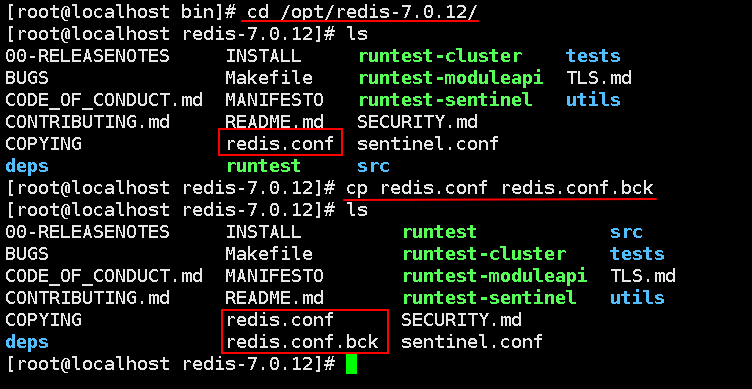 [root@localhost bin]# cd /opt/redis-7.0.12/
[root@localhost redis-7.0.12]# ls
00-RELEASENOTES INSTALL runtest-cluster tests
BUGS Makefile runtest-moduleapi TLS.md
CODE_OF_CONDUCT.md MANIFESTO runtest-sentinel utils
CONTRIBUTING.md README.md SECURITY.md
COPYING redis.conf sentinel.conf
deps runtest src
[root@localhost redis-7.0.12]# cp redis.conf redis.conf.bck
[root@localhost redis-7.0.12]# ls
00-RELEASENOTES INSTALL runtest src
BUGS Makefile runtest-cluster tests
CODE_OF_CONDUCT.md MANIFESTO runtest-moduleapi TLS.md
CONTRIBUTING.md README.md runtest-sentinel utils
COPYING redis.conf SECURITY.md
deps redis.conf.bck sentinel.conf
[root@localhost redis-7.0.12]#